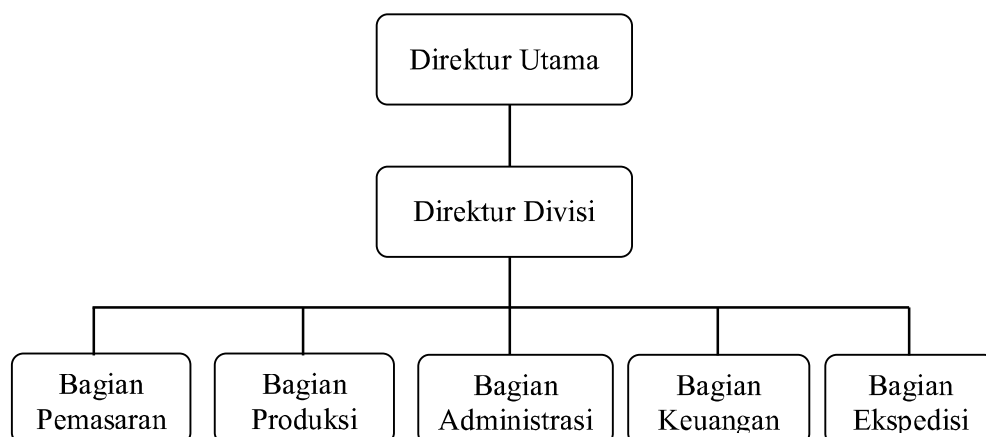 Direktur Utama
Direktur Divisi
Bagian
Pemasaran
Bagian
Produksi
Bagian
Administrasi
Bagian
Keuangan
Bagian
Ekspedisi